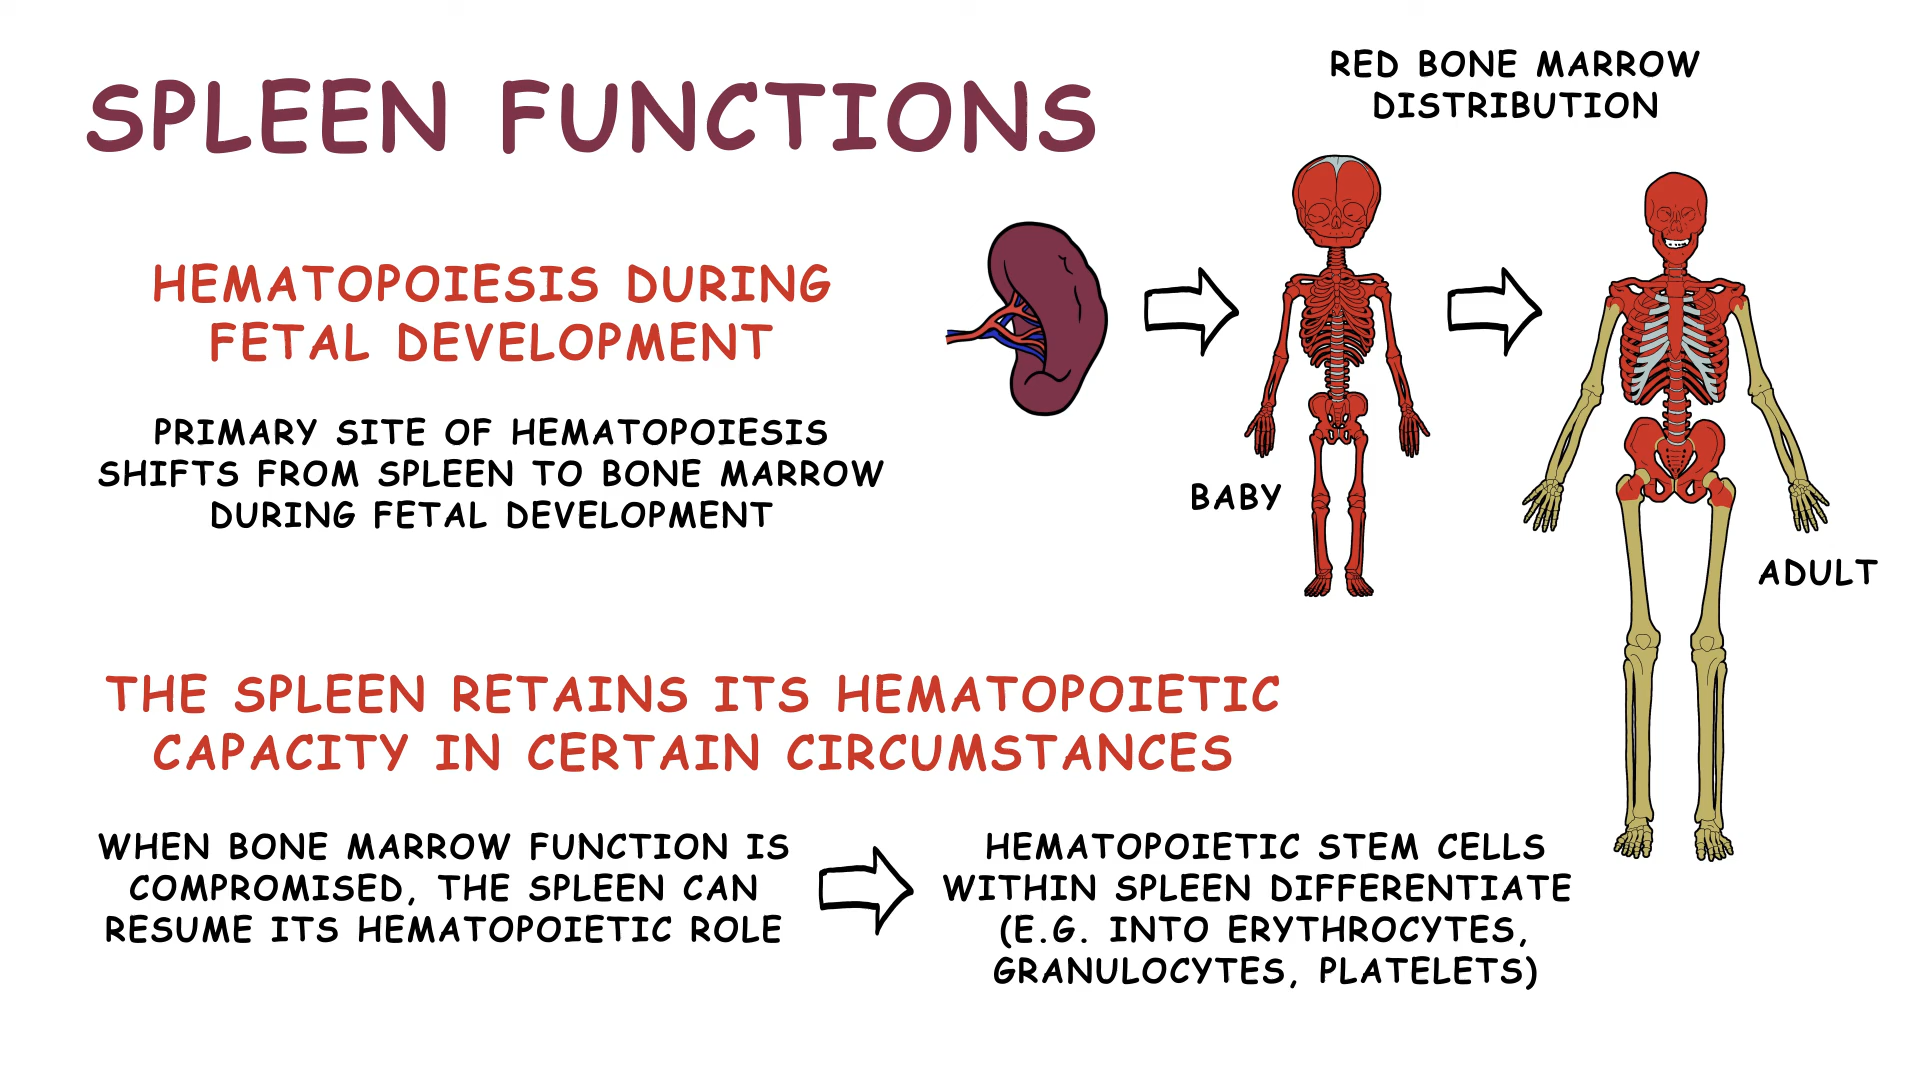 SPLEEN FUNCTIONS
RED BONE MARROW
DISTRIBUTION
HEMATOPOIESIS DURING
FETAL DEVELOPMENT
PRIMARY SITE OF HEMATOPOIESIS
SHIFTS FROM SPLEEN TO BONE MARROW
DURING FETAL DEVELOPMENT
BABY
ADULT
THE SPLEEN RETAINS ITS HEMATOPOIETIC
CAPACITY IN CERTAIN CIRCUMSTANCES
WHEN BONE MARROW FUNCTION IS
COMPROMISED, THE SPLEEN CAN
RESUME ITS HEMATOPOIETIC ROLE
HEMATOPOIETIC STEM CELLS
WITHIN SPLEEN DIFFERENTIATE
(E.G. INTO ERYTHROCYTES,
GRANULOCYTES, PLATELETS)